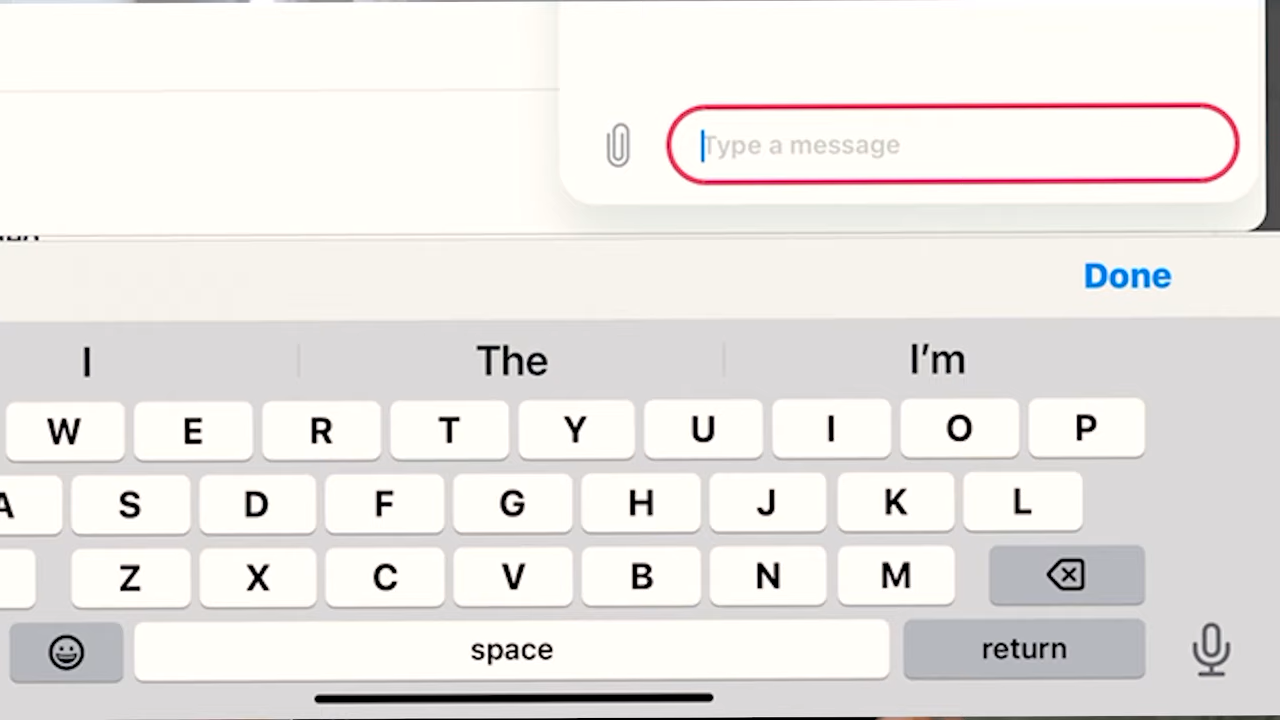 Type a message
Done
I The I'm
W E R T Y U I O P
A S D F G H J K L
Z X C V B N M
space return